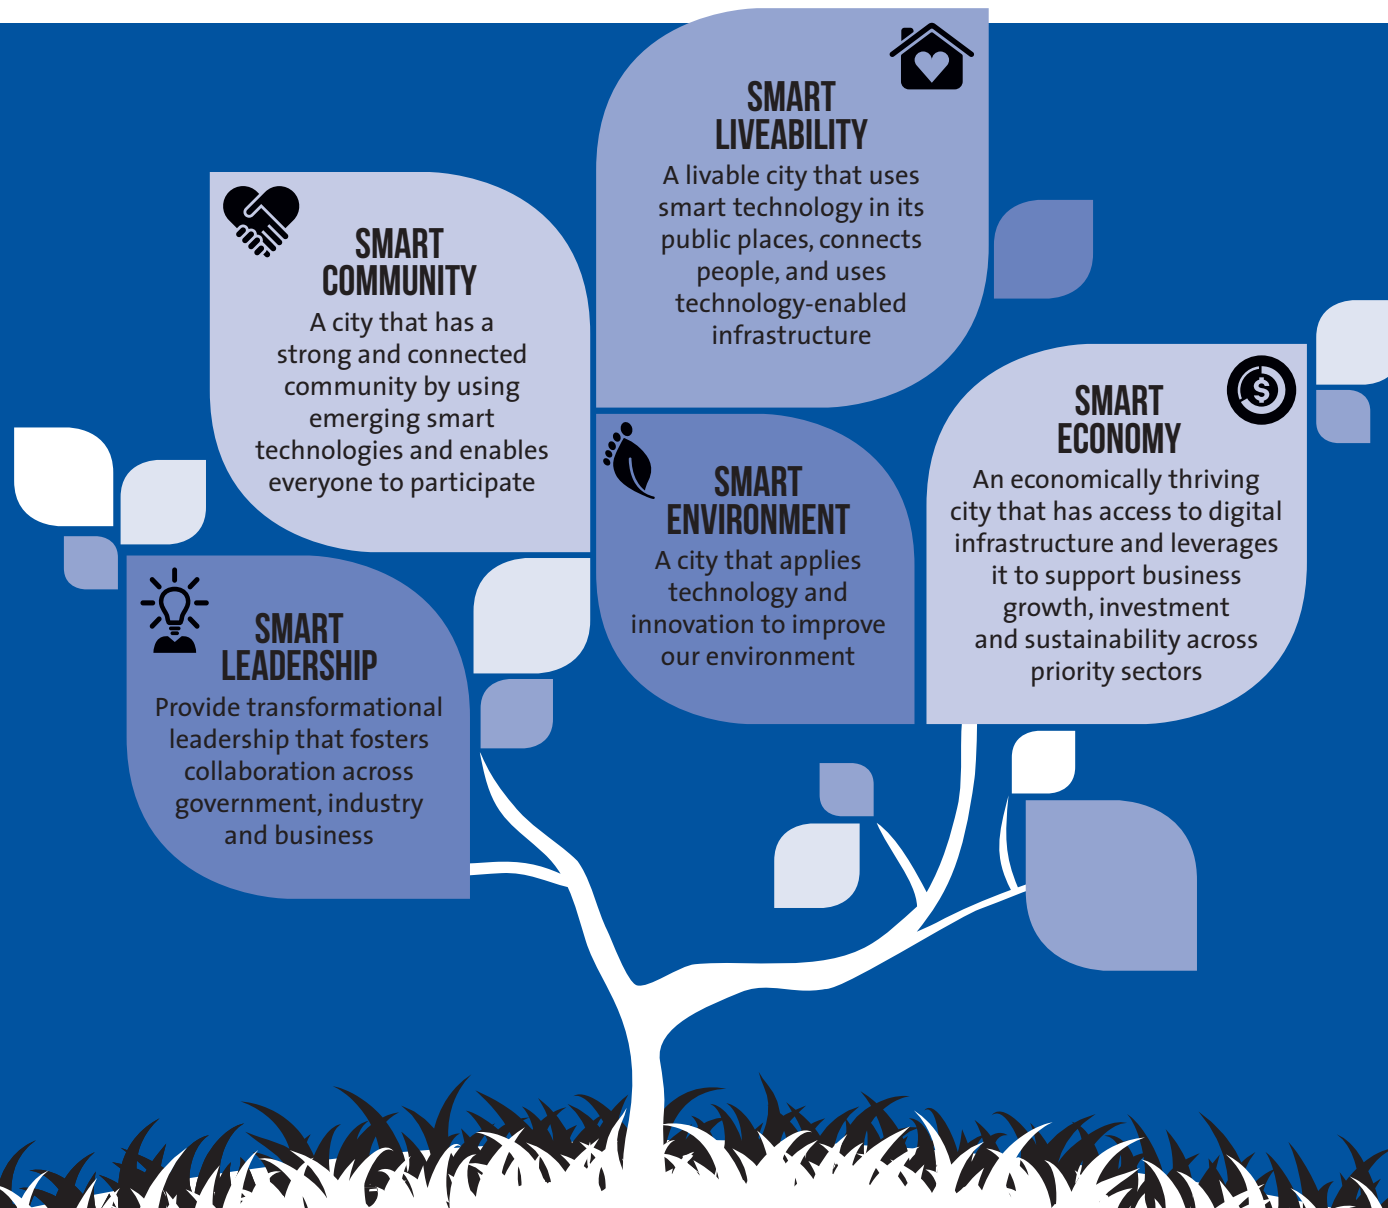 SMART
LIVEABILITY
A livable city that uses
smart technology in its
public places, connects
people, and uses
technology-enabled
infrastructure
SMART
COMMUNITY
A city that has a
strong and connected
community by using
emerging smart
technologies and enables
everyone to participate
SMART
ECONOMY
An economically thriving
city that has access to digital
infrastructure and leverages
it to support business
growth, investment
and sustainability across
priority sectors
SMART
ENVIRONMENT
A city that applies
technology and
innovation to improve
our environment
SMART
LEADERSHIP
Provide transformational
leadership that fosters
collaboration across
government, industry
and business
$